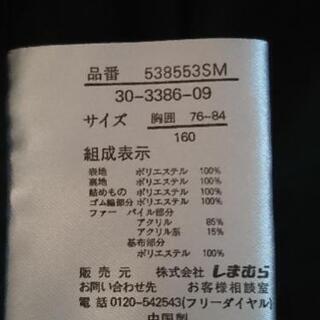 品番 538553SM
30-3386-09
サイズ 胸囲 76-84
160
組成表示
表地 ポリエステル 100%
裏地 ポリエステル 100%
詰めもの ポリエステル 100%
ゴム編部分 ポリエステル 100%
ファー パイル部分
アクリル 85%
アクリル系 15%
基布部分
ポリエステル 100%
販売元 株式会社 しまむら
お問い合わせ先 お客様相談室
電話 0120-542543(フリーダイヤル)
中国製